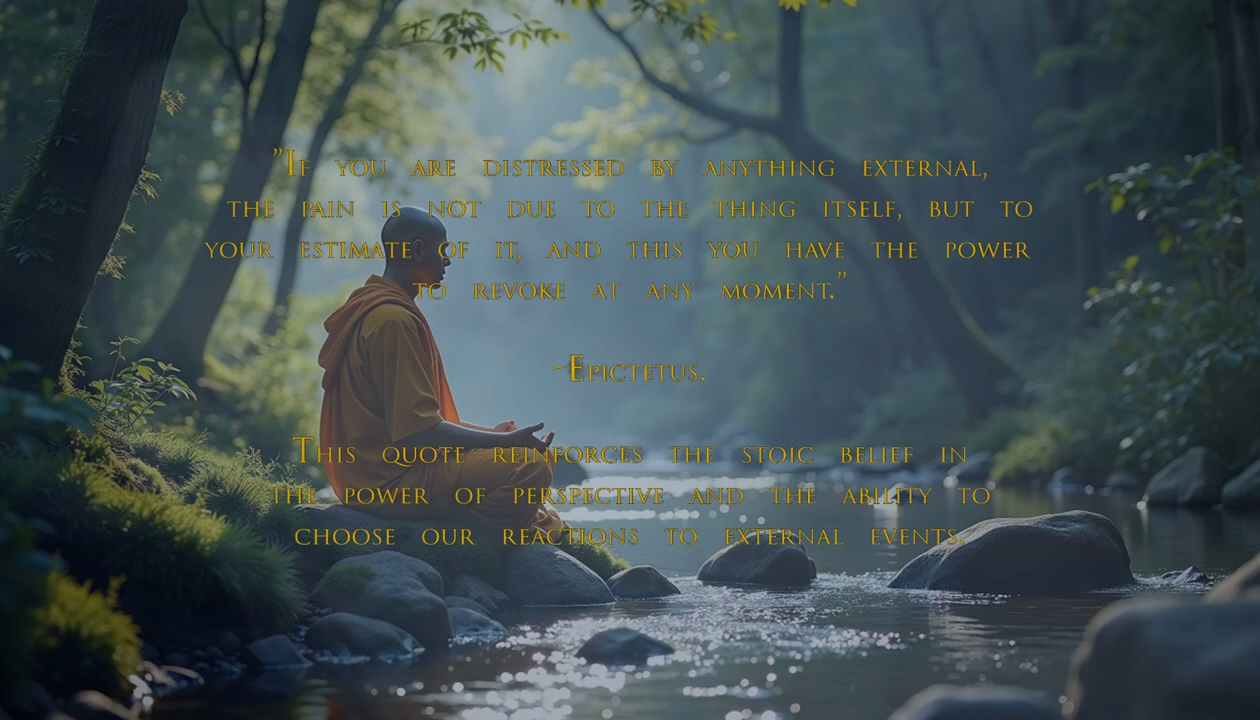 "If you are distressed by anything external,
the pain is not due to the thing itself, but to
your estimate of it, and this you have the power
to revoke at any moment."
~Epictetus.
This quote reinforces the stoic belief in
the power of perspective and the ability to
choose our reactions to external events.